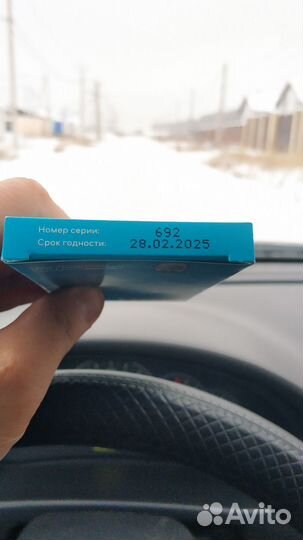 Номер серии: 692
Срок годности: 28.02.2025
Avito